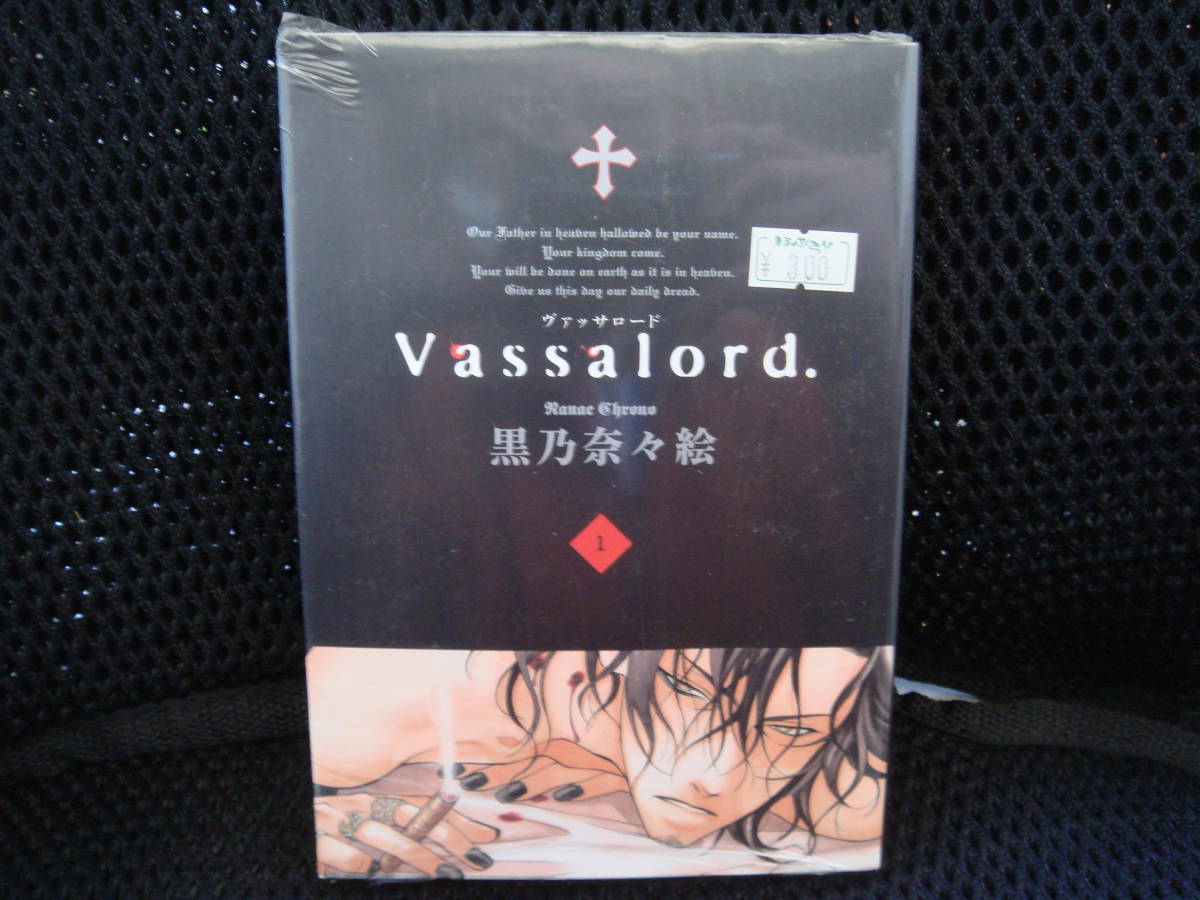 Our Father in heaven hallowed be your name.
Your kingdom come.
Your will be done on earth as it is in heaven.
Give us this day our daily dread.
¥ 300
ヴァッサロード
Vassalord.
Nanae Chrono
黒乃奈々絵
1